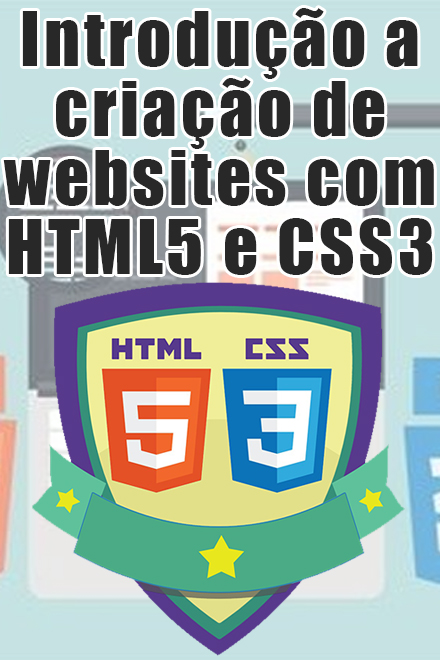 Introdução a
criação de
websites com
HTML5 e CSS3
HTML CSS
5 3